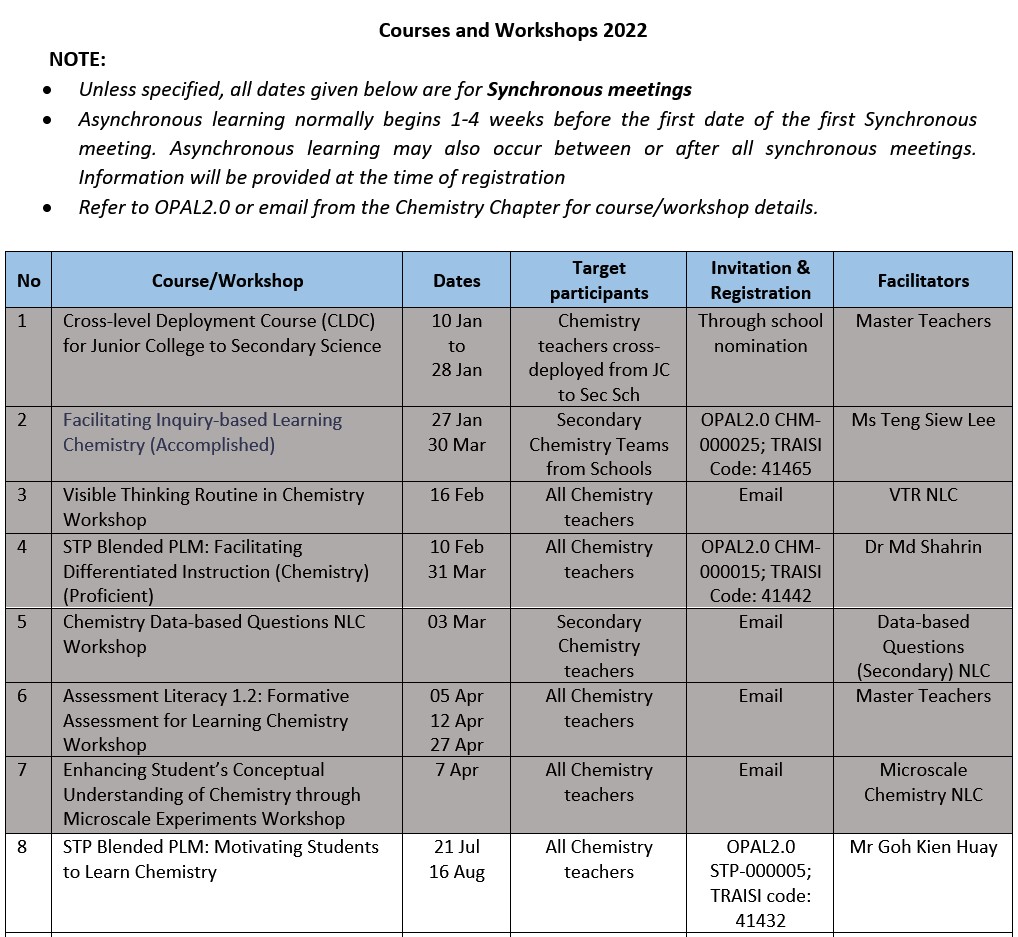 Courses and Workshops 2022
NOTE:
• Unless specified, all dates given below are for Synchronous meetings
• Asynchronous learning normally begins 1-4 weeks before the first date of the first Synchronous
meeting. Asynchronous learning may also occur between or after all synchronous meetings.
Information will be provided at the time of registration
• Refer to OPAL2.0 or email from the Chemistry Chapter for course/workshop details.
No
Course/Workshop
Dates
Target
participants
Invitation &
Registration
Facilitators
1
Cross-level Deployment Course (CLDC)
for Junior College to Secondary Science
10 Jan
to
28 Jan
Chemistry
teachers cross-
deployed from JC
to Sec Sch
Through school
nomination
Master Teachers
2
Facilitating Inquiry-based Learning
Chemistry (Accomplished)
27 Jan
30 Mar
Secondary
Chemistry Teams
from Schools
OPAL2.0 CHM-
000025; TRAISI
Code: 41465
Ms Teng Siew Lee
3
Visible Thinking Routine in Chemistry
Workshop
16 Feb
All Chemistry
teachers
Email
VTR NLC
4
STP Blended PLM: Facilitating
Differentiated Instruction (Chemistry)
(Proficient)
10 Feb
31 Mar
All Chemistry
teachers
OPAL2.0 CHM-
000015; TRAISI
Code: 41442
Dr Md Shahrin
5
Chemistry Data-based Questions NLC
Workshop
03 Mar
Secondary
Chemistry
teachers
Email
Data-based
Questions
(Secondary) NLC
6
Assessment Literacy 1.2: Formative
Assessment for Learning Chemistry
Workshop
05 Apr
12 Apr
27 Apr
All Chemistry
teachers
Email
Master Teachers
7
Enhancing Student’s Conceptual
Understanding of Chemistry through
Microscale Experiments Workshop
7 Apr
All Chemistry
teachers
Email
Microscale
Chemistry NLC
8
STP Blended PLM: Motivating Students
to Learn Chemistry
21 Jul
16 Aug
All Chemistry
teachers
OPAL2.0
STP-000005;
TRAISI code:
41432
Mr Goh Kien Huay